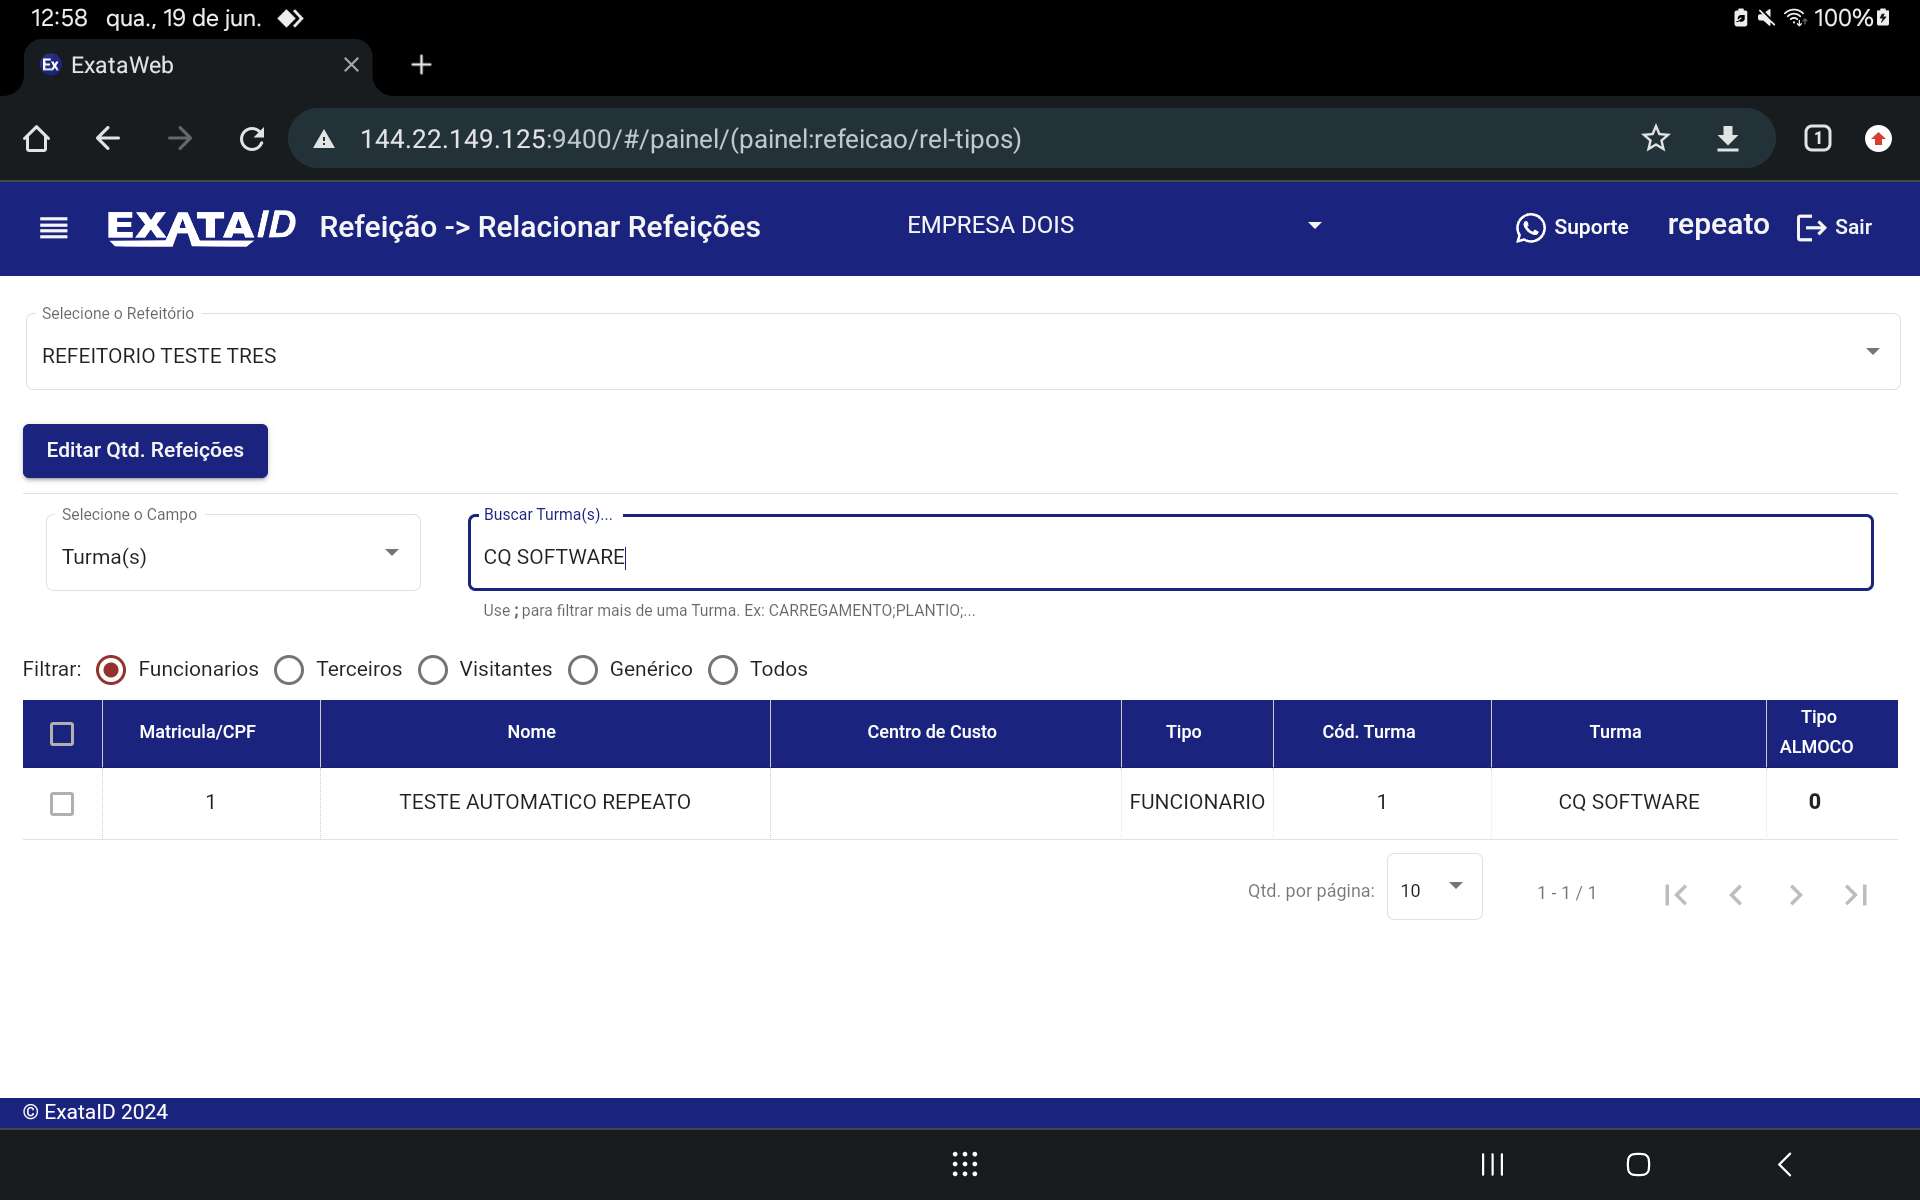 12:58 qua., 19 de jun. 100%
Ex ExataWeb
144.22.149.125:9400/#/painel/(painel:refeicao/rel-tipos) 1
EXATAID Refeição -> Relacionar Refeições EMPRESA DOIS Suporte repeato Sair
Selecione o Refeitório
REFEITORIO TESTE TRES
Editar Qtd. Refeições
Selecione o Campo Buscar Turma(s)...
Turma(s) CQ SOFTWARE
Use ; para filtrar mais de uma Turma. Ex: CARREGAMENTO;PLANTIO;...
Filtrar: Funcionarios Terceiros Visitantes Genérico Todos
Matricula/CPF Nome Centro de Custo Tipo Cód. Turma Turma Tipo ALMOCO
1 TESTE AUTOMATICO REPEATO FUNCIONARIO 1 CQ SOFTWARE 0
Qtd. por página: 10 1 - 1 / 1
© ExataID 2024